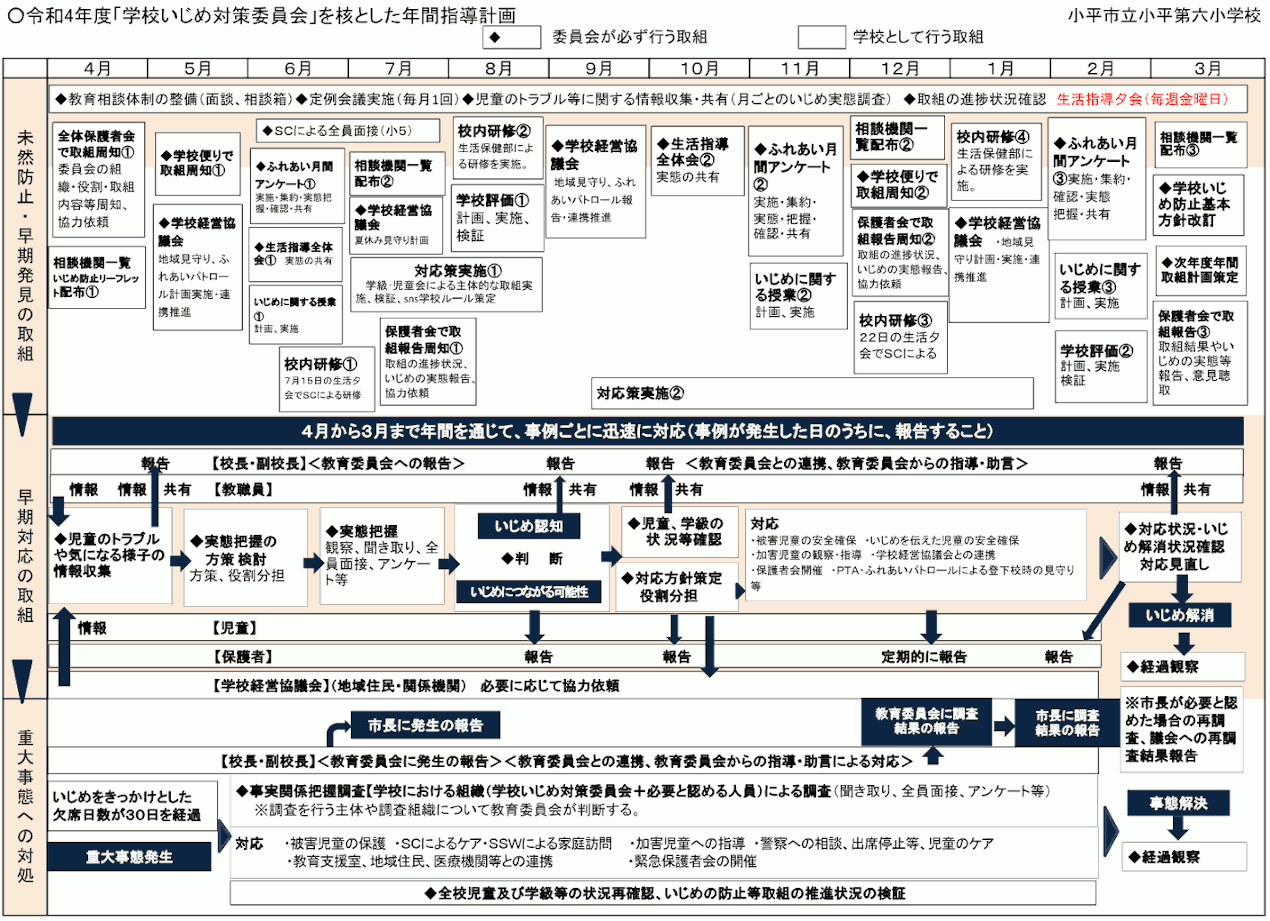 〇令和4年度「学校いじめ対策委員会」を核とした年間指導計画
小平市立小平第六小学校
◆
委員会が必ず行う取組
学校として行う取組
4月
5月
6月
7月
8月
9月
10月
11月
12月
1月
2月
3月
未然防止・早期発見の取組
◆教育相談体制の整備(面談、相談箱)◆定例会議実施(毎月1回)◆児童のトラブル等に関する情報収集・共有(月ごとのいじめ実態調査) ◆取組の進捗状況確認 生活指導夕会(毎週金曜日)
全体保護者会
で取組周知①
委員会の組
織・役割・取組
内容等周知、
協力依頼
相談機関一覧
いじめ防止リーフレッ
ト配布①
◆学校便りで
取組周知①
◆学校経営協
議会
地域見守り、ふ
れあいパトロー
ル計画実施・連
携推進
◆SCによる全員面接(小5)
◆ふれあい月間
アンケート①
実施・集約・実態把
握・確認・共有
◆生活指導全体
会① 実態の共有
いじめに関する授業
①
計画、実施
校内研修①
7月15日の生活夕
会でSCによる研修
相談機関一覧
配布②
◆学校経営協
議会
夏休み見守り計画
対応策実施①
学級・児童会による主体的な取組実
施、検証、sns学校ルール策定
保護者会で取
組報告周知①
取組の進捗状況、
いじめの実態報告、
協力依頼
校内研修②
生活保健部に
よる研修を実施。
学校評価①
計画、実施、
検証
◆学校経営協
議会
地域見守り、ふれ
あいパトロール報
告・連携推進
対応策実施②
◆生活指導
全体会②
実態の共有
◆ふれあい月
間アンケート
②
実施・集約・
実態・把握・
確認・共有
いじめに関す
る授業②
計画、実施
相談機関一
覧配布②
◆学校便りで
取組周知②
保護者会で取
組報告周知②
取組の進捗状況、
いじめの実態報告、
協力依頼
校内研修③
22日の生活夕
会でSCによる
校内研修④
生活保健部に
よる研修を実
施。
◆学校経営協
議会 ・地域見
守り計画・実施・連
携推進
◆ふれあい月
間アンケート
③実施・集約・
確認・実態
把握・共有
いじめに関す
る授業③
計画、実施
学校評価②
計画、実施
検証
相談機関一覧
配布③
◆学校いじ
め防止基本
方針改訂
◆次年度年間
取組計画策定
保護者会で取
組報告③
取組結果やい
じめの実態等
報告、意見聴
取
早期対応の取組
4月から3月まで年間を通じて、事例ごとに迅速に対応(事例が発生した日のうちに、報告すること)
報告 【校長・副校長】<教育委員会への報告> 報告 報告 <教育委員会との連携、教育委員会からの指導・助言> 報告
情報 情報 共有 【教職員】 情報 共有 情報 共有 情報 共有
◆児童のトラブル
や気になる様子の
情報収集
◆実態把握の
方策 検討
方策、役割分担
◆実態把握
観察、聞き取り、全
員面接、アンケー
ト等
いじめ認知
◆ 判 断
いじめにつながる可能性
◆児童、学級の
状況等確認
◆対応方針策定
役割分担
対応
・被害児童の安全確保 ・いじめを伝えた児童の安全確保
・加害児童の観察・指導 ・学校経営協議会との連携
・保護者会開催 ・PTA・ふれあいパトロールによる登下校時の見守り
等
◆対応状況・いじ
め解消状況確認
対応見直し
いじめ解消
◆経過観察
情報 【児童】
【保護者】 報告 報告 定期的に報告 報告
【学校経営協議会】(地域住民・関係機関) 必要に応じて協力依頼
重大事態への対処
市長に発生の報告
教育委員会に調査
結果の報告
市長に調査
結果の報告
※市長が必要と認
めた場合の再調
査、議会への再調
査結果報告
【校長・副校長】<教育委員会に発生の報告><教育委員会との連携、教育委員会からの指導・助言による対応>
いじめをきっかけとした
欠席日数が30日を経過
重大事態発生
◆事実関係把握調査【学校における組織(学校いじめ対策委員会+必要と認める人員)による調査(聞き取り、全員面接、アンケート等)
※調査を行う主体や調査組織について教育委員会が判断する。
対応 ・被害児童の保護 ・SCによるケア・SSWによる家庭訪問 ・加害児童への指導 ・警察への相談、出席停止等、児童のケア
・教育支援室、地域住民、医療機関等との連携 ・緊急保護者会の開催
◆全校児童及び学級等の状況再確認、いじめの防止等取組の推進状況の検証
事態解決
◆経過観察